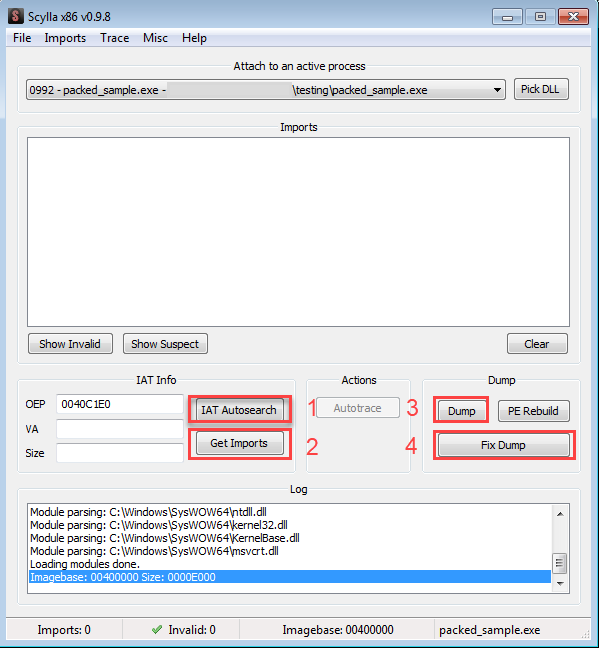 Scylla x86 v0.9.8
File Imports Trace Misc Help
Attach to an active process
0992 - packed_sample.exe - \testing\packed_sample.exe
Pick DLL
Imports
Show Invalid
Show Suspect
Clear
IAT Info
OEP 0040C1E0
IAT Autosearch
1
VA
Get Imports
2
Size
Actions
Autotrace
Dump
3
Dump
PE Rebuild
4
Fix Dump
Log
Module parsing: C:\Windows\SysWOW64\ntdll.dll
Module parsing: C:\Windows\SysWOW64\kernel32.dll
Module parsing: C:\Windows\SysWOW64\KernelBase.dll
Module parsing: C:\Windows\SysWOW64\msvcrt.dll
Loading modules done.
Imagebase: 00400000 Size: 0000E000
Imports: 0
Invalid: 0
Imagebase: 00400000
packed_sample.exe